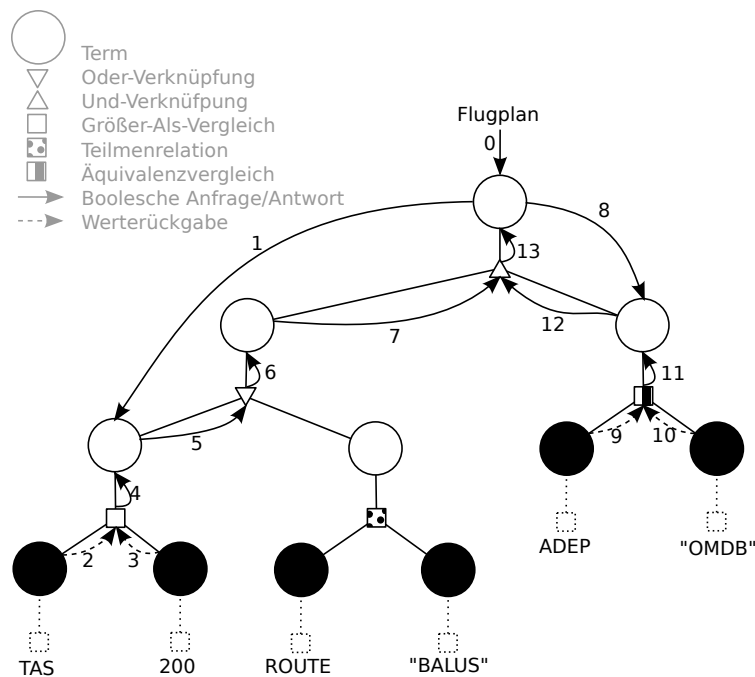 Term
Oder-Verknüpfung
Und-Verknüfpung
Größer-Als-Vergleich
Teilmenrelation
Äquivalenzvergleich
Boolesche Anfrage/Antwort
Werterückgabe
Flugplan
0
1
8
13
7
12
6
11
5
9
10
4
2
3
ADEP
"OMDB"
TAS
200
ROUTE
"BALUS"